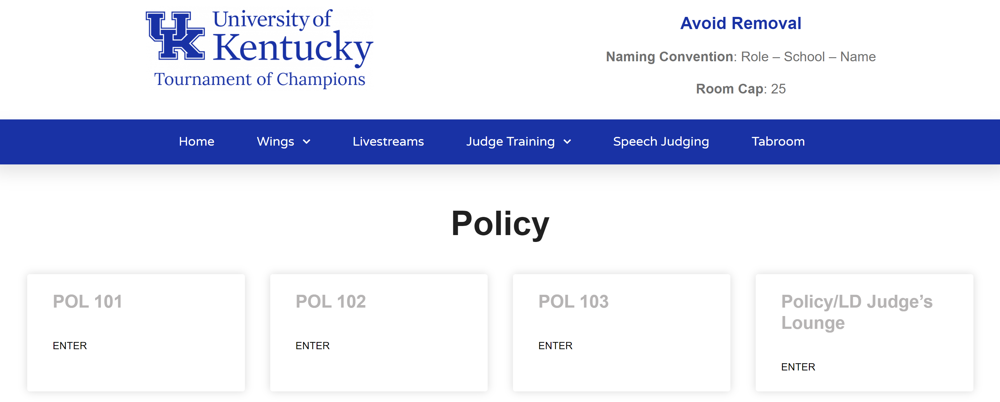 UK
University of
Kentucky
Tournament of Champions
Avoid Removal
Naming Convention: Role – School – Name
Room Cap: 25
Home
Wings
Livestreams
Judge Training
Speech Judging
Tabroom
Policy
POL 101
ENTER
POL 102
ENTER
POL 103
ENTER
Policy/LD Judge’s
Lounge
ENTER